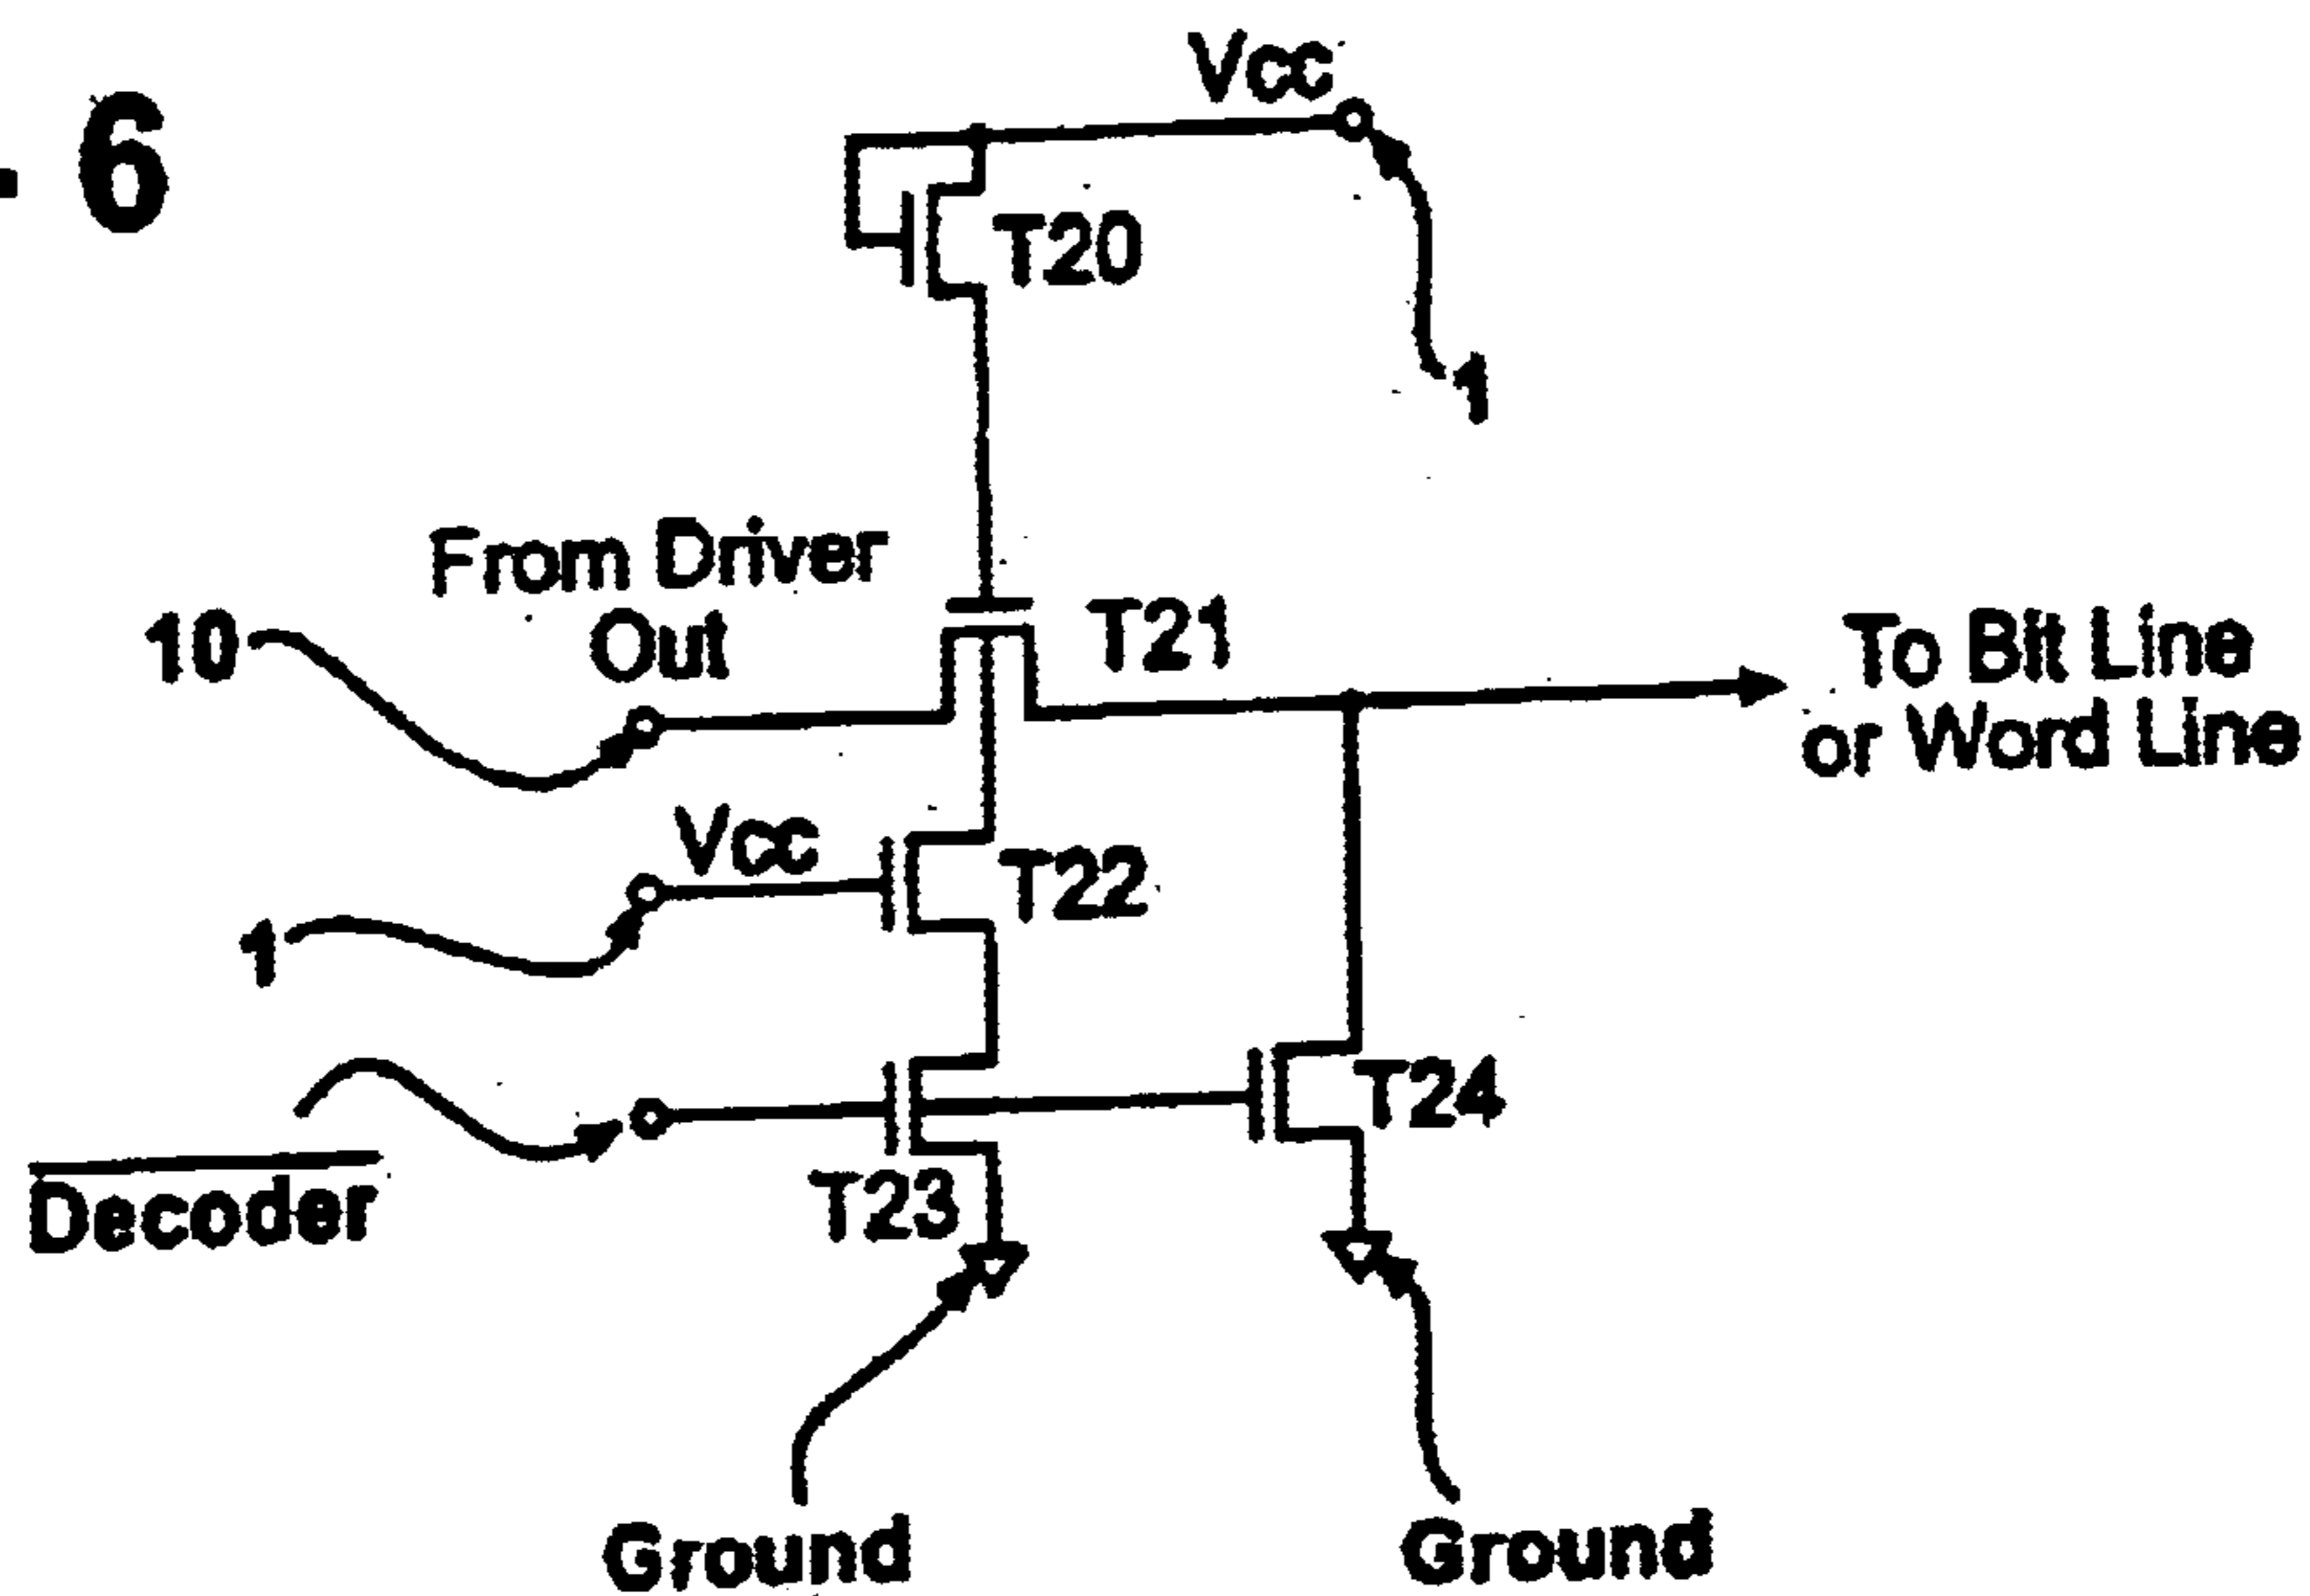 . 6
Vcc
T20
1
From Driver
Out
10
T21
To Bit Line
or Word Line
Vcc
T22
1
T24
Decoder
T23
Ground
Ground